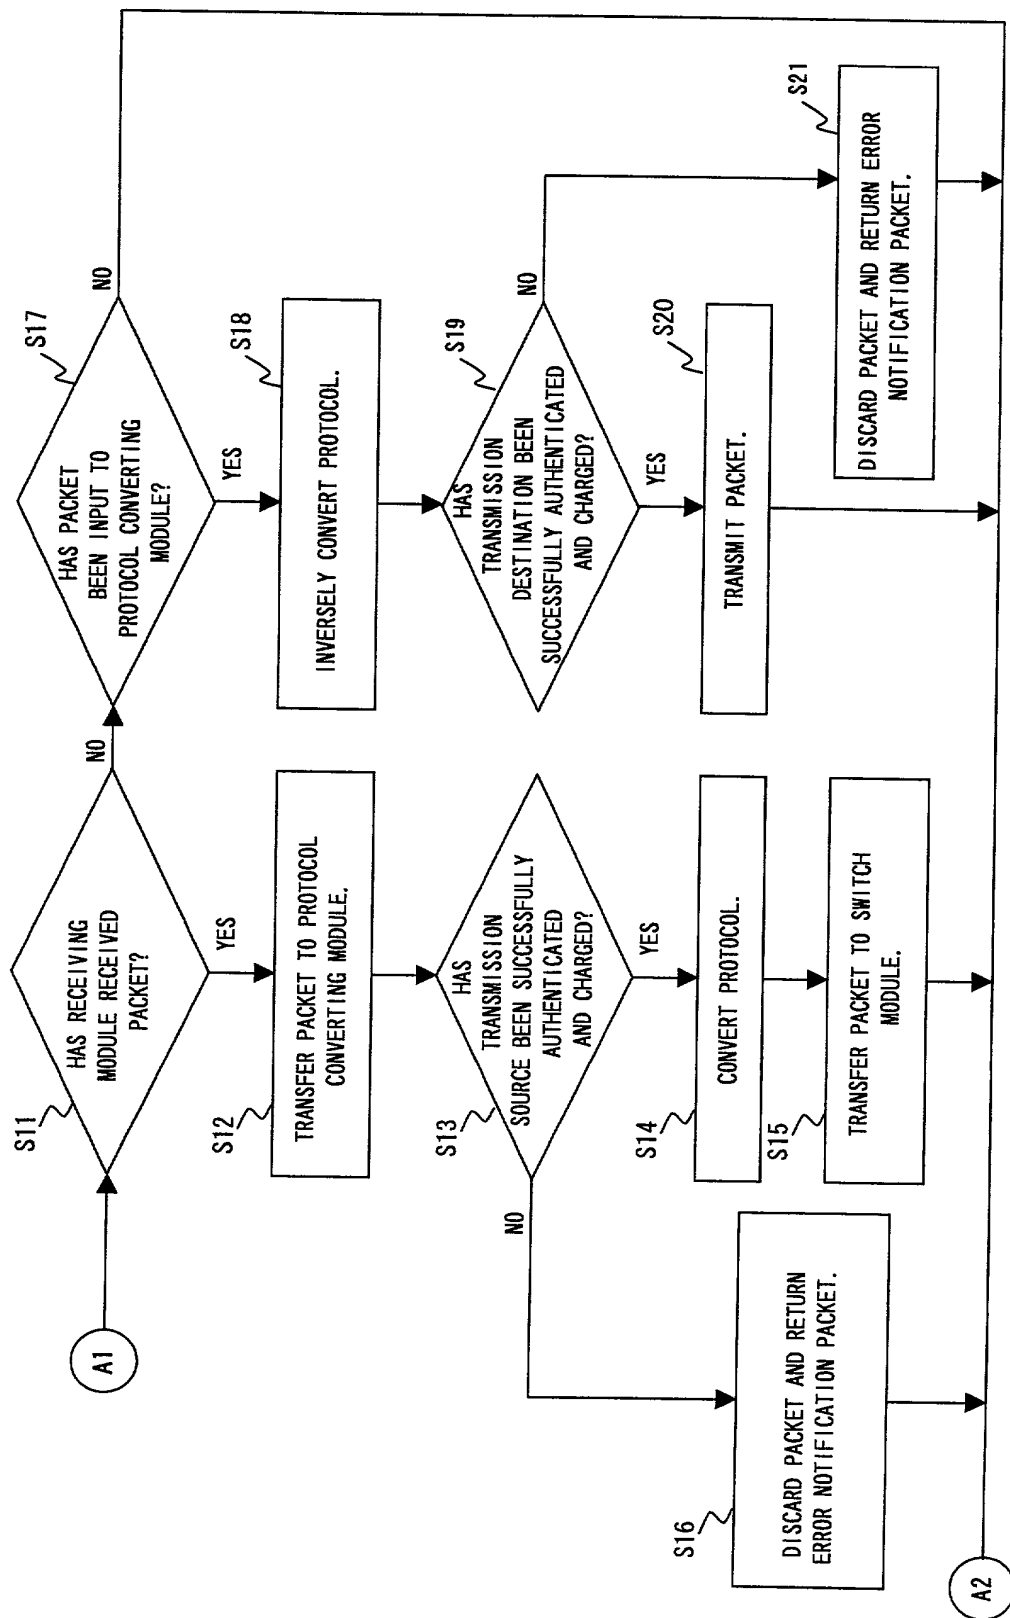 A1
S11
HAS RECEIVING
MODULE RECEIVED
PACKET?
NO
YES
S12
TRANSFER PACKET TO PROTOCOL
CONVERTING MODULE.
S13
HAS
TRANSMISSION
SOURCE BEEN SUCCESSFULLY
AUTHENTICATED
AND CHARGED?
NO
YES
S14
CONVERT PROTOCOL.
S15
TRANSFER PACKET TO SWITCH
MODULE.
S16
DISCARD PACKET AND RETURN
ERROR NOTIFICATION PACKET.
S17
HAS PACKET
BEEN INPUT TO
PROTOCOL CONVERTING
MODULE?
NO
YES
S18
INVERSELY CONVERT PROTOCOL.
S19
HAS
TRANSMISSION
DESTINATION BEEN
SUCCESSFULLY AUTHENTICATED
AND CHARGED?
NO
YES
S20
TRANSMIT PACKET.
S21
DISCARD PACKET AND RETURN ERROR
NOTIFICATION PACKET.
A2